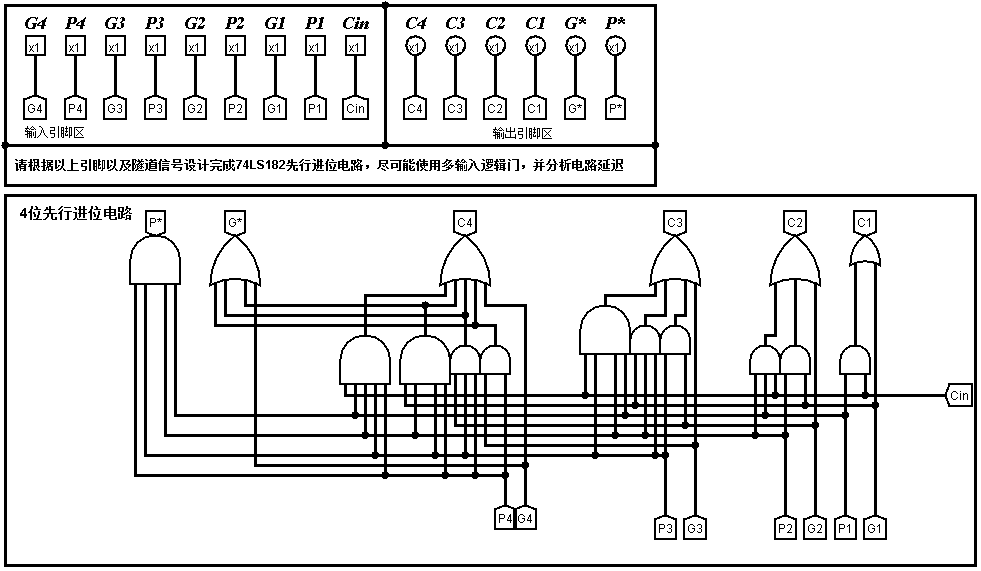 G4 P4 G3 P3 G2 P2 G1 P1 Cin C4 C3 C2 C1 G* P*
x1 x1 x1 x1 x1 x1 x1 x1 x1 x1 x1 x1 x1 x1 x1
G4 P4 G3 P3 G2 P2 G1 P1 Cin C4 C3 C2 C1 G* P*
输入引脚区 输出引脚区
请根据以上引脚以及隧道信号设计完成74LS182先行进位电路，尽可能使用多输入逻辑门，并分析电路延迟
4位先行进位电路
P* G* C4 C3 C2 C1
Cin
P4 G4 P3 G3 P2 G2 P1 G1